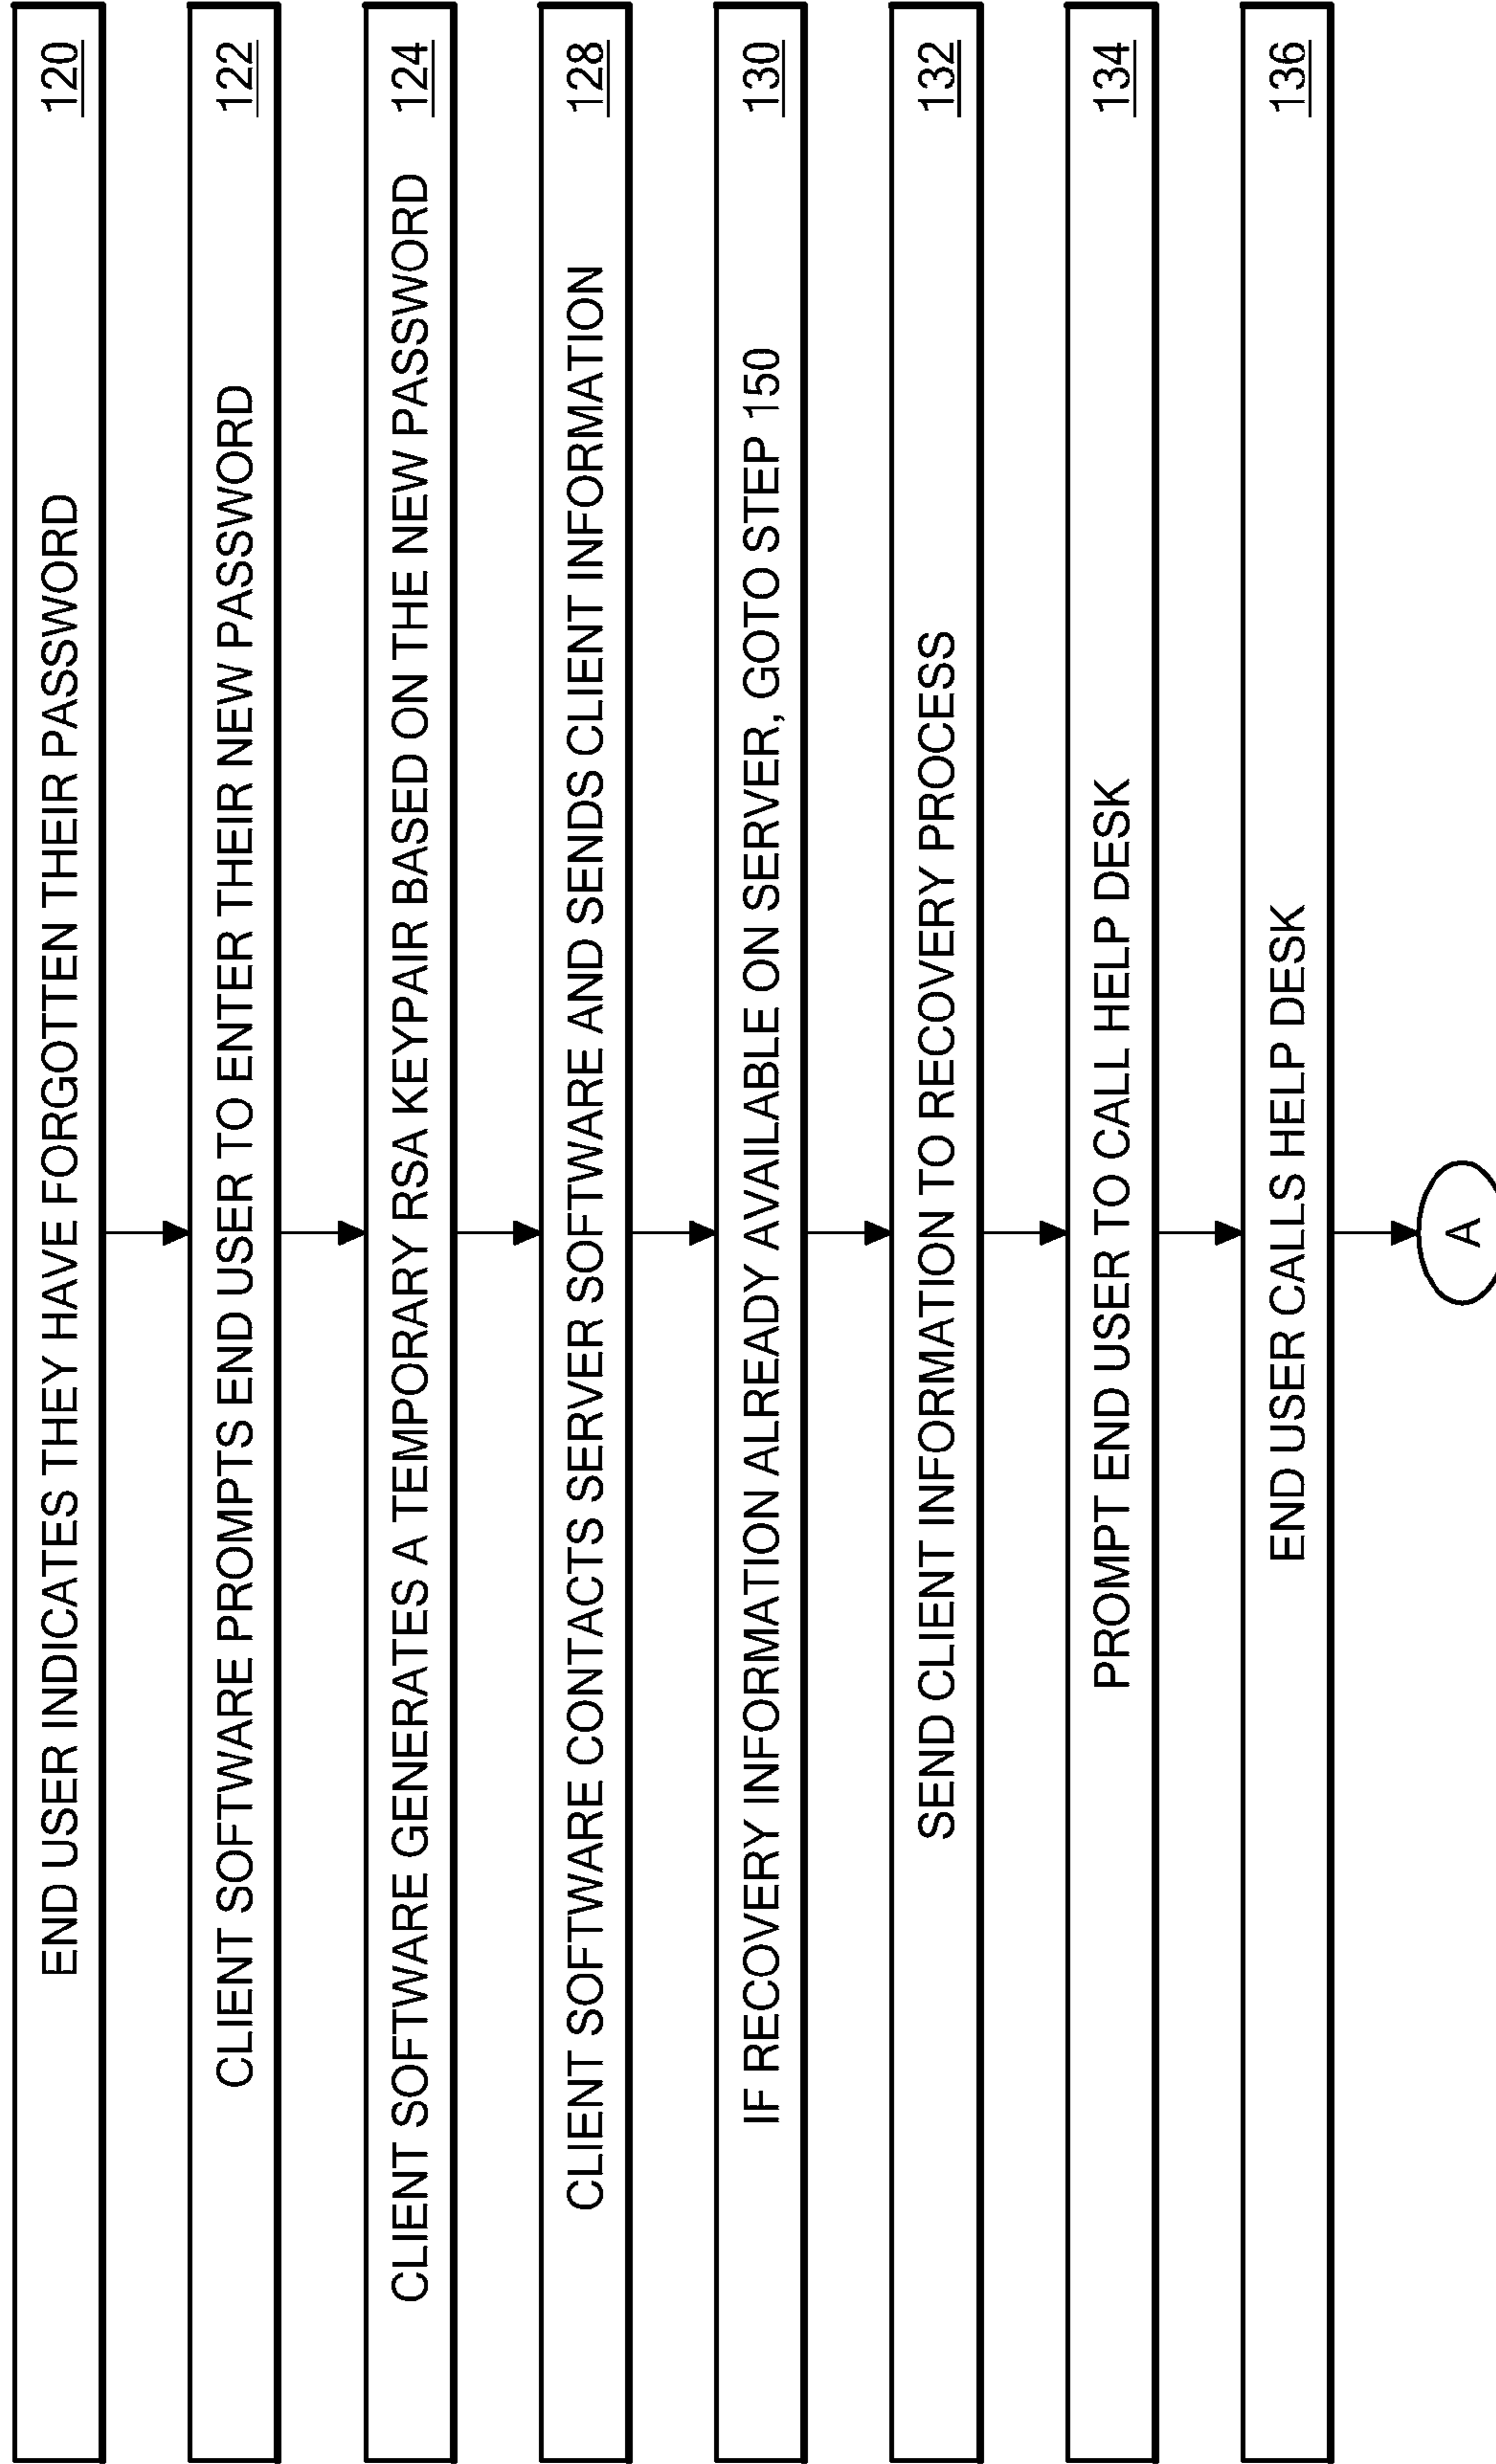 END USER INDICATES THEY HAVE FORGOTTEN THEIR PASSWORD 120
CLIENT SOFTWARE PROMPTS END USER TO ENTER THEIR NEW PASSWORD 122
CLIENT SOFTWARE GENERATES A TEMPORARY RSA KEYPAIR BASED ON THE NEW PASSWORD 124
CLIENT SOFTWARE CONTACTS SERVER SOFTWARE AND SENDS CLIENT INFORMATION 128
IF RECOVERY INFORMATION ALREADY AVAILABLE ON SERVER, GOTO STEP 150 130
SEND CLIENT INFORMATION TO RECOVERY PROCESS 132
PROMPT END USER TO CALL HELP DESK 134
END USER CALLS HELP DESK 136
A